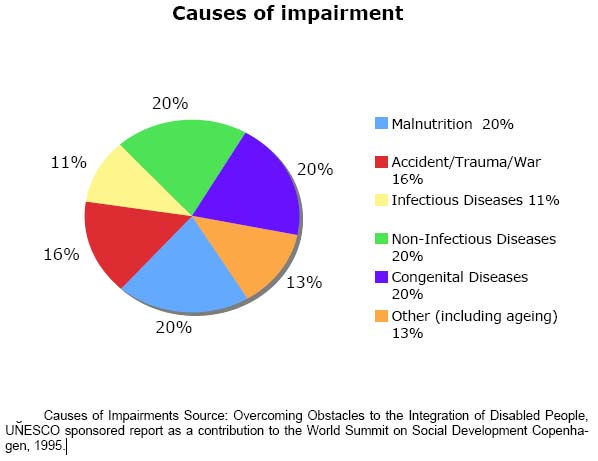 Causes of impairment
20%
20%
11%
16%
13%
20%
Malnutrition 20%
Accident/Trauma/War
16%
Infectious Diseases 11%
Non-Infectious Diseases
20%
Congenital Diseases
20%
Other (including ageing)
13%
Causes of Impairments Source: Overcoming Obstacles to the Integration of Disabled People,
UNESCO sponsored report as a contribution to the World Summit on Social Development Copenha-
gen, 1995.